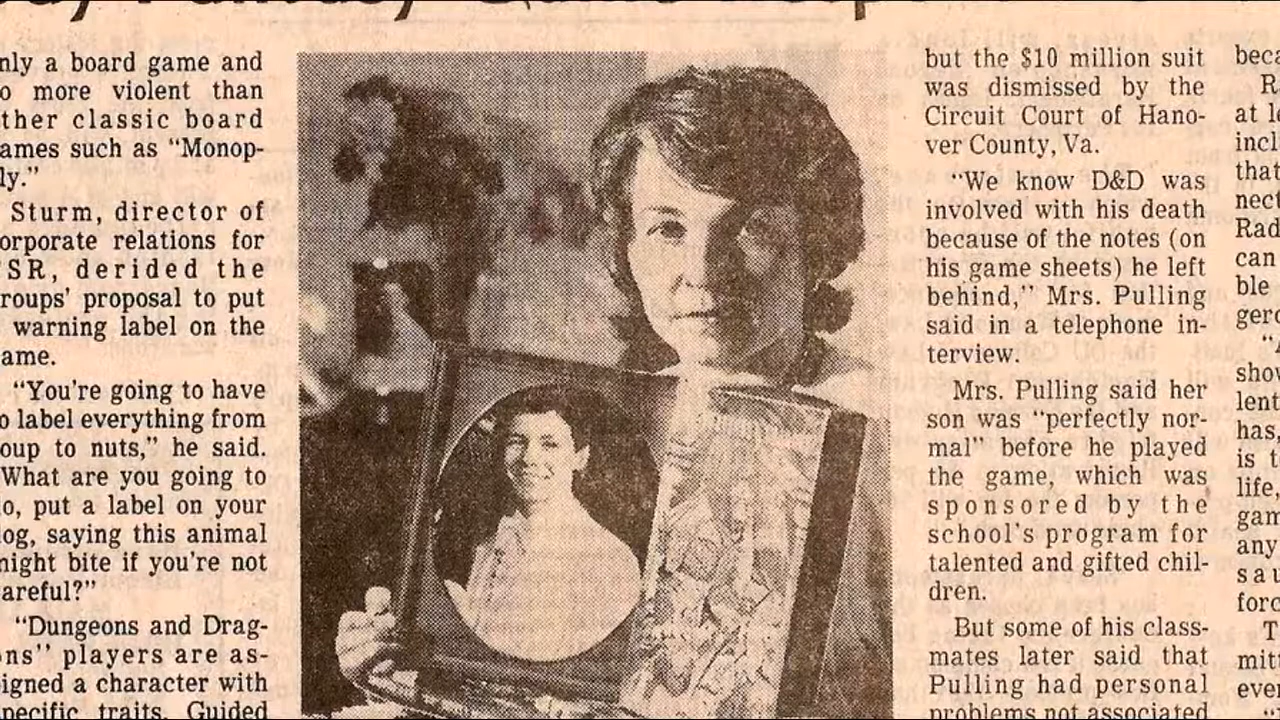 nly a board game and
o more violent than
ther classic board
ames such as “Monop-
ly.”
Sturm, director of
orporate relations for
SR, derided the
roups' proposal to put
warning label on the
ame.
“You're going to have
o label everything from
oup to nuts,” he said.
What are you going to
o, put a label on your
log, saying this animal
night bite if you're not
areful?”
“Dungeons and Drag-
ons” players are as-
igned a character with
pecific traits. Guided
but the $10 million suit
was dismissed by the
Circuit Court of Hano-
ver County, Va.
“We know D&D was
involved with his death
because of the notes (on
his game sheets) he left
behind,” Mrs. Pulling
said in a telephone in-
terview.
Mrs. Pulling said her
son was “perfectly nor-
mal” before he played
the game, which was
sponsored by the
school's program for
talented and gifted chil-
dren.
But some of his class-
mates later said that
Pulling had personal
problems not associated
beca
R
at le
incl
that
nect
Rad
can
ble
gero
“A
show
lent
has,
is t
life,
gam
any
sau
forc
T
mitt
ever